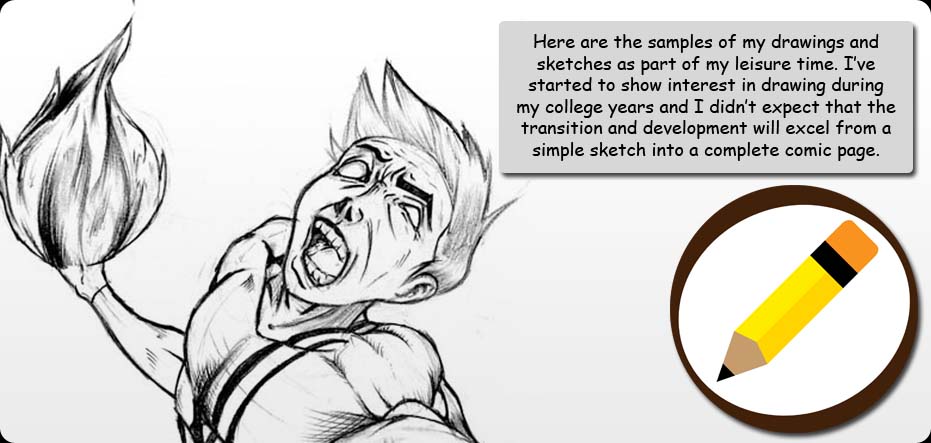 Here are the samples of my drawings and
sketches as part of my leisure time. I've
started to show interest in drawing during
my college years and I didn't expect that the
transition and development will excel from a
simple sketch into a complete comic page.